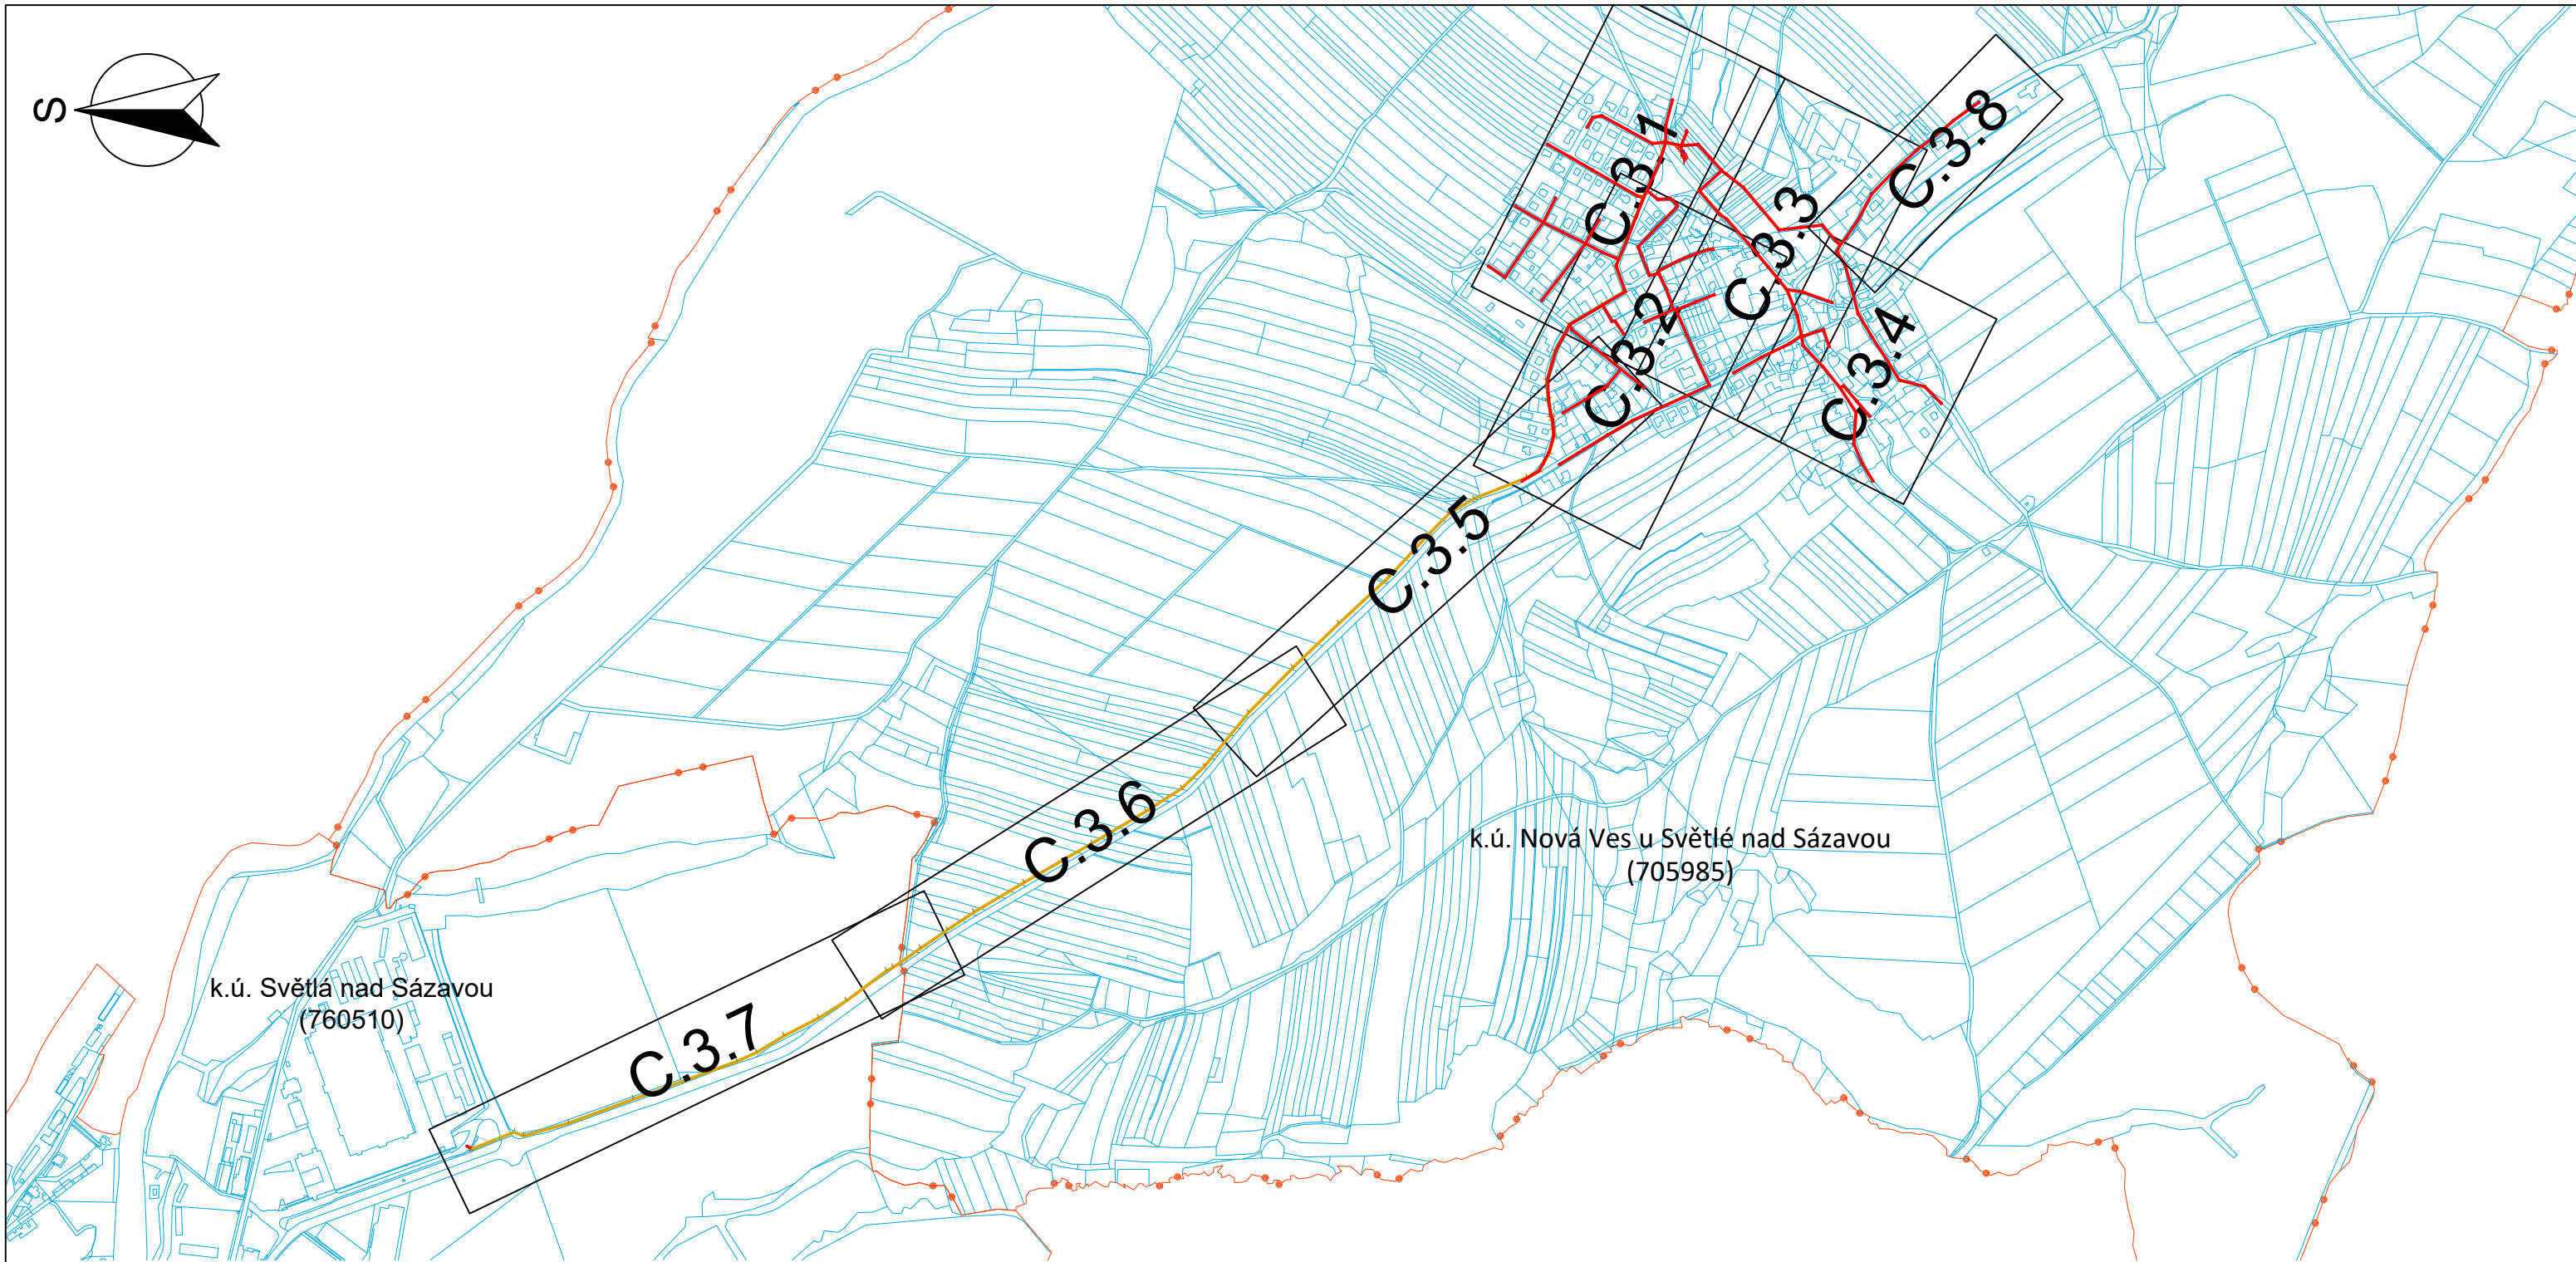 S
C.3.1
C.3.8
C.3.3
C.3.2
C.3.4
C.3.5
C.3.6
k.ú. Nová Ves u Světlé nad Sázavou
(705985)
k.ú. Světlá nad Sázavou
(760510)
C.3.7